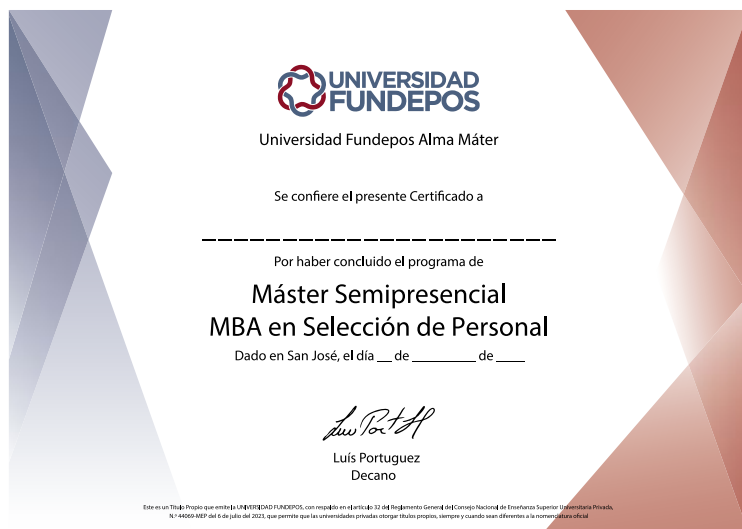 UNIVERSIDAD
FUNDEPOS
Universidad Fundepos Alma Máter
Se confiere el presente Certificado a
Por haber concluido el programa de
Máster Semipresencial
MBA en Selección de Personal
Dado en San José, el día __ de ________ de ____
Luís Portuguez
Decano
Este es un Título Propio que emite la UNIVERSIDAD FUNDEPOS, con respaldo en el artículo 32 del Reglamento General del Consejo Nacional de Enseñanza Superior Universitaria Privada,
N.º 44069-MEP del 6 de julio del 2023, que permite que las universidades privadas otorgar títulos propios, siempre y cuando sean diferentes a la nomenclatura oficial